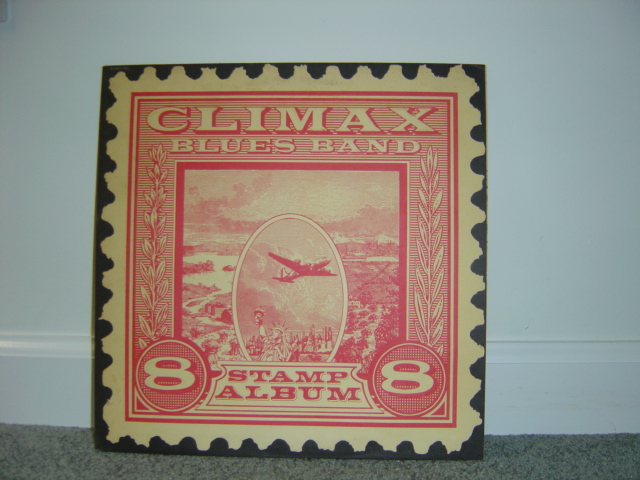 CLIMAX
BLUES BAND
8 STAMP 8
ALBUM